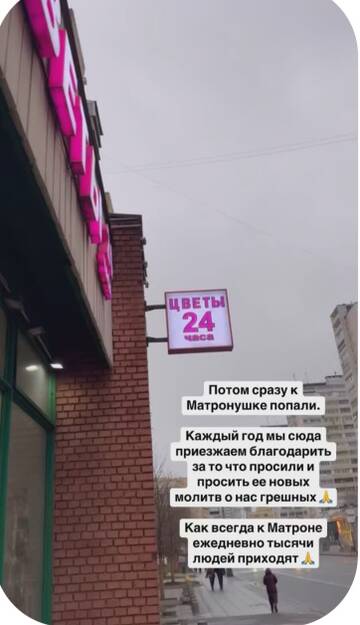 ЦВЕТЫ
ЦВЕТЫ
24
часа
Потом сразу к
Матронушке попали.
Каждый год мы сюда
приезжаем благодарить
за то что просили и
просить ее новых
молитв о нас грешных 🙏
Как всегда к Матроне
ежедневно тысячи
людей приходят 🙏